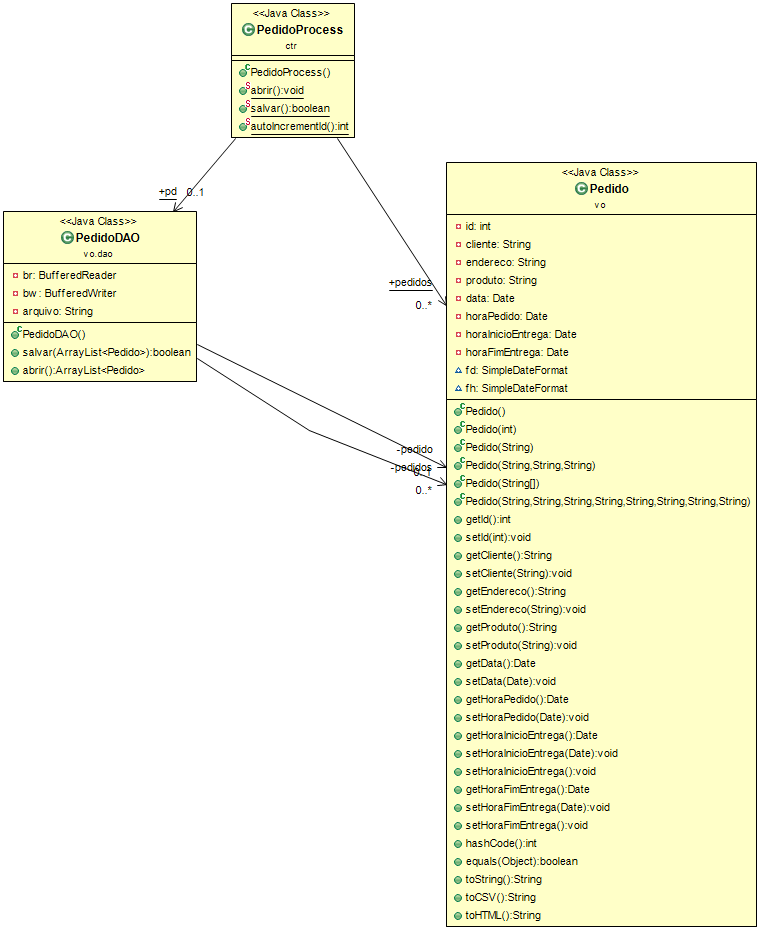 <<Java Class>>
PedidoProcess
ctr
PedidoProcess()
abrir():void
salvar():boolean
autoIncrementId():int
+pd
0..1
<<Java Class>>
PedidoDAO
vo.dao
br: BufferedReader
bw: BufferedWriter
arquivo: String
PedidoDAO()
salvar(ArrayList<Pedido>):boolean
abrir():ArrayList<Pedido>
+pedidos
0..*
-pedido
0..1
-pedidos
0..*
<<Java Class>>
Pedido
vo
id: int
cliente: String
endereco: String
produto: String
data: Date
horaPedido: Date
horaInicioEntrega: Date
horaFimEntrega: Date
fd: SimpleDateFormat
fh: SimpleDateFormat
Pedido()
Pedido(int)
Pedido(String)
Pedido(String,String,String)
Pedido(String[])
Pedido(String,String,String,String,String,String,String,String)
getId():int
setId(int):void
getCliente():String
setCliente(String):void
getEndereco():String
setEndereco(String):void
getProduto():String
setProduto(String):void
getData():Date
setData(Date):void
getHoraPedido():Date
setHoraPedido(Date):void
getHoraInicioEntrega():Date
setHoraInicioEntrega(Date):void
setHoraInicioEntrega():void
getHoraFimEntrega():Date
setHoraFimEntrega(Date):void
setHoraFimEntrega():void
hashCode():int
equals(Object):boolean
toString():String
toCSV():String
toHTML():String